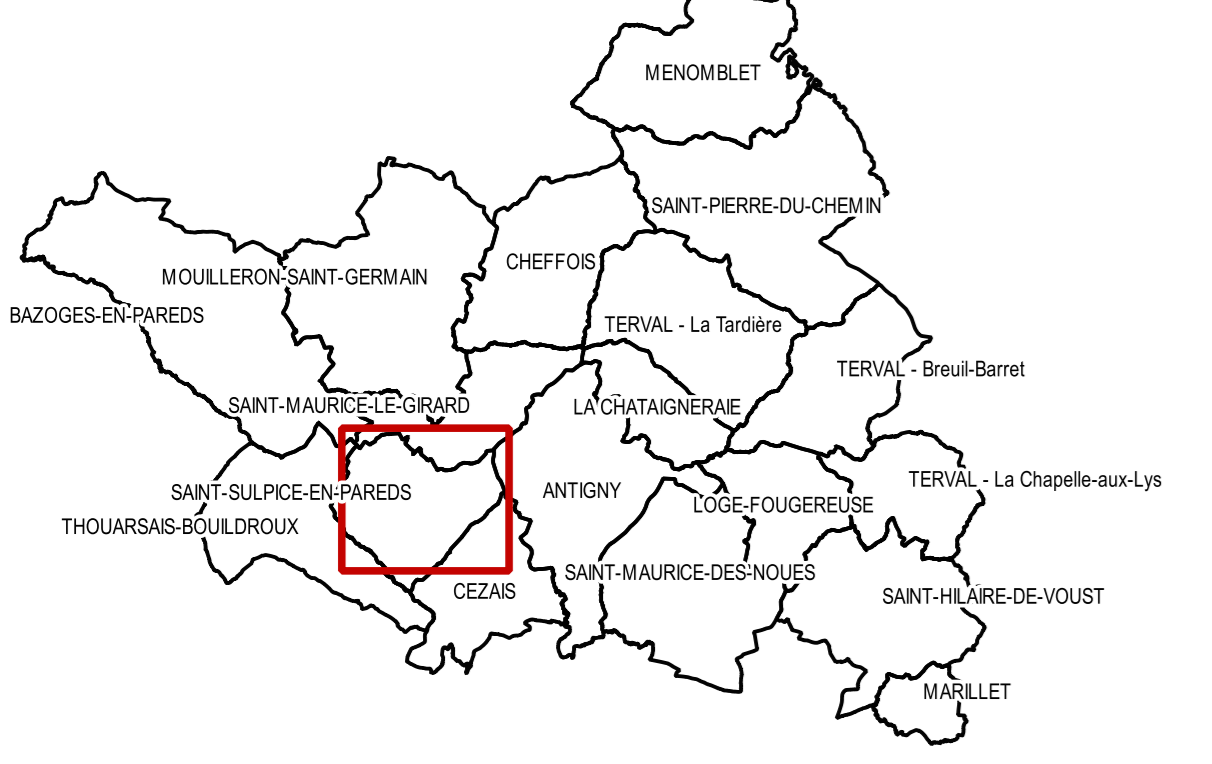 MENOMBLET
SAINT-PIERRE-DU-CHEMIN
CHEFFOIS
MOUILLERON-SAINT-GERMAIN
BAZOGES-EN-PAREDS
TERVAL - La Tardière
TERVAL - Breuil-Barret
SAINT-MAURICE-LE-GIRARD
LA CHATAIGNERAIE
TERVAL - La Chapelle-aux-Lys
SAINT-SULPICE-EN-PAREDS
ANTIGNY
LOGE-FOUGEREUSE
THOUARSAIS-BOUILDROUX
SAINT-MAURICE-DES-NOUES
CEZAIS
SAINT-HILAIRE-DE-VOUST
MARILLET